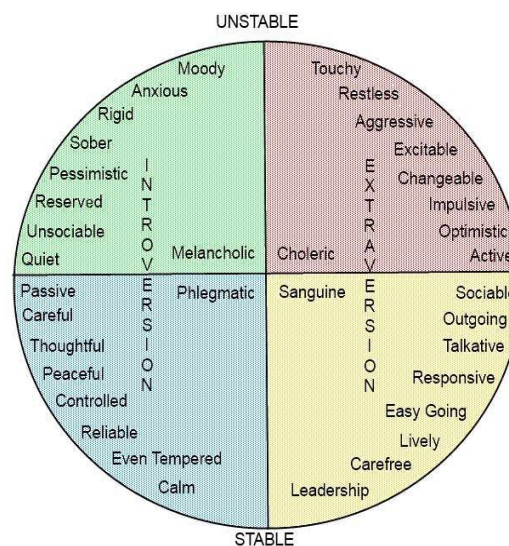 UNSTABLE
Moody
Anxious
Rigid
Sober
Pessimistic
Reserved
Unsociable
Quiet
Melancholic
INTROVERSION
Touchy
Restless
Aggressive
Excitable
Changeable
Impulsive
Optimistic
Active
Choleric
EXTRAVERSION
Passive
Careful
Thoughtful
Peaceful
Controlled
Reliable
Even Tempered
Calm
Phlegmatic
Sanguine
Sociable
Outgoing
Talkative
Responsive
Easy Going
Lively
Carefree
Leadership
STABLE